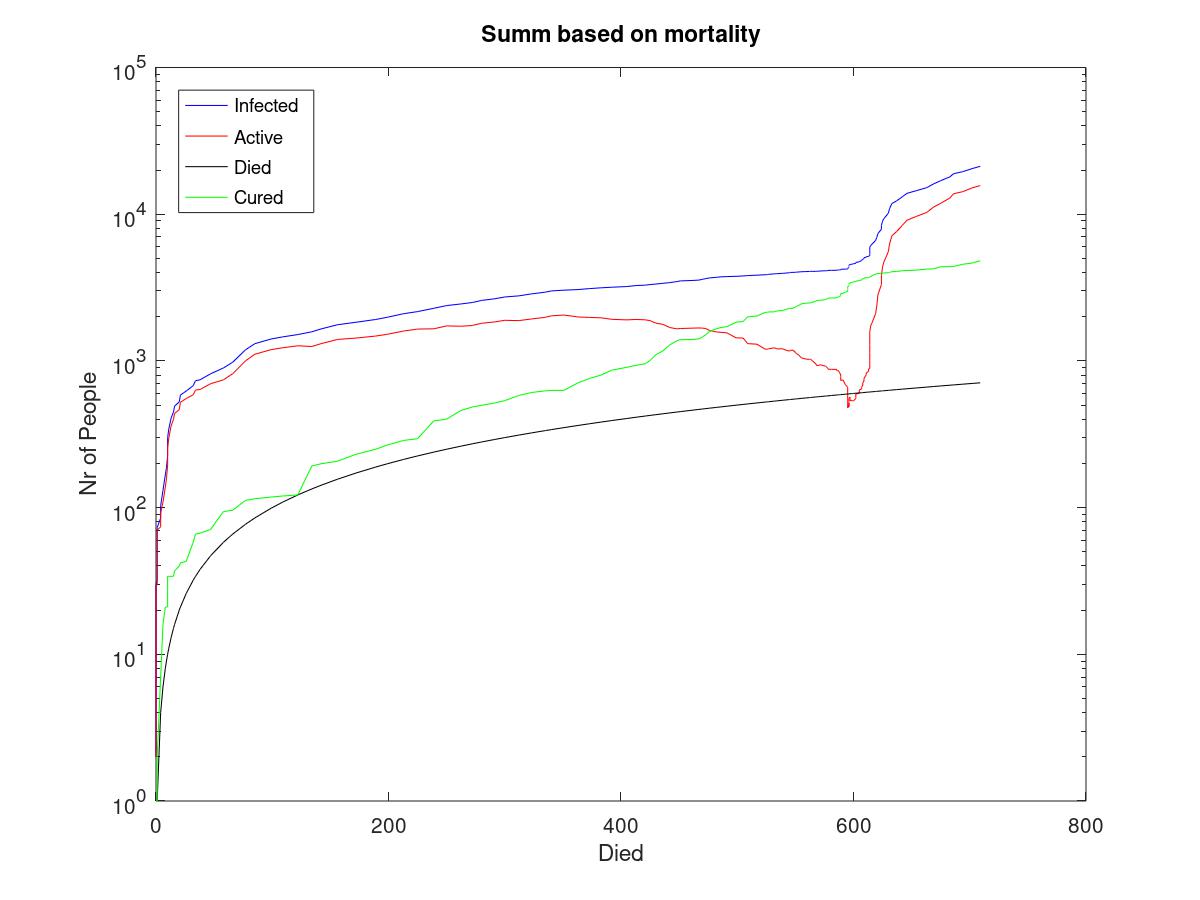 Summ based on mortality
10^5
10^4
10^3
10^2
10^1
10^0
Nr of People
Infected
Active
Died
Cured
0 200 400 600 800
Died